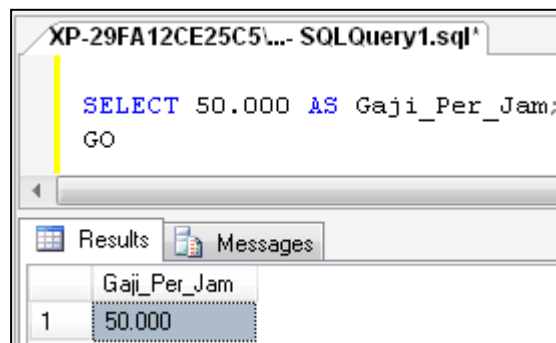 XP-29FA12CE25C5\...- SQLQuery1.sql*
SELECT 50.000 AS Gaji_Per_Jam;
GO
Results Messages
Gaji_Per_Jam
1 50.000